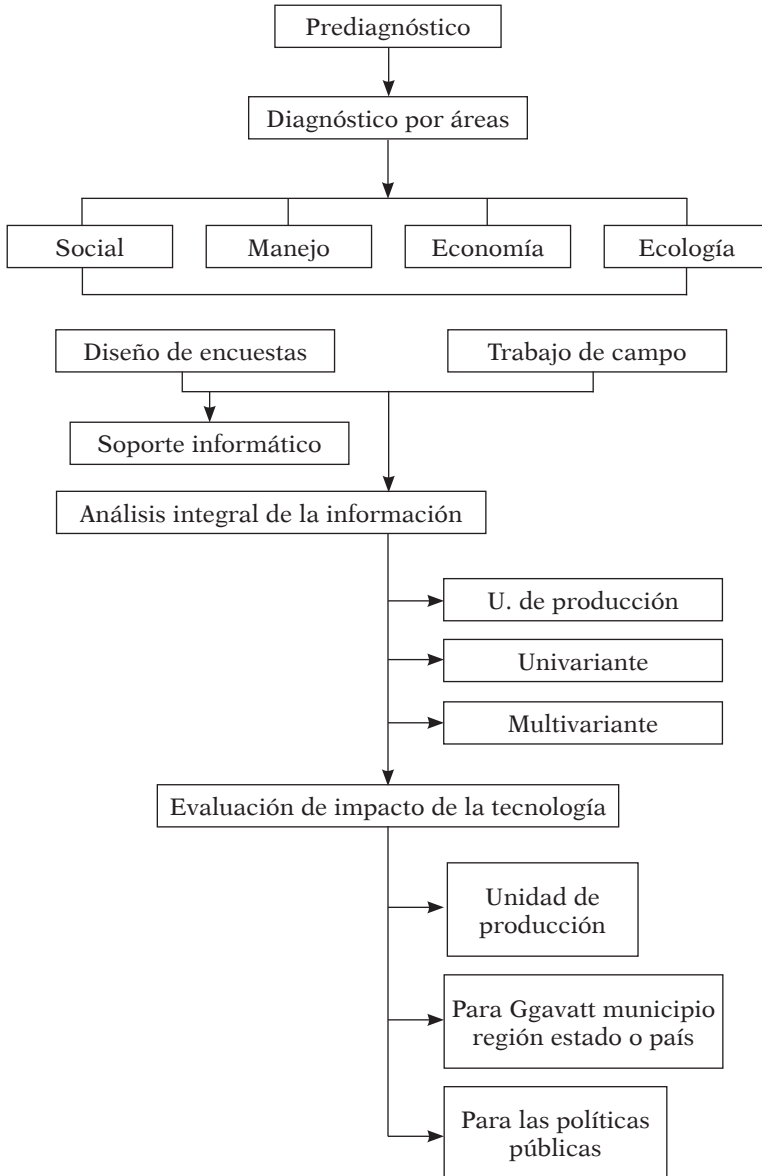 Prediagnóstico
Diagnóstico por áreas
Social
Manejo
Economía
Ecología
Diseño de encuestas
Trabajo de campo
Soporte informático
Análisis integral de la información
U. de producción
Univariante
Multivariante
Evaluación de impacto de la tecnología
Unidad de
producción
Para Ggavatt municipio
región estado o país
Para las políticas
públicas